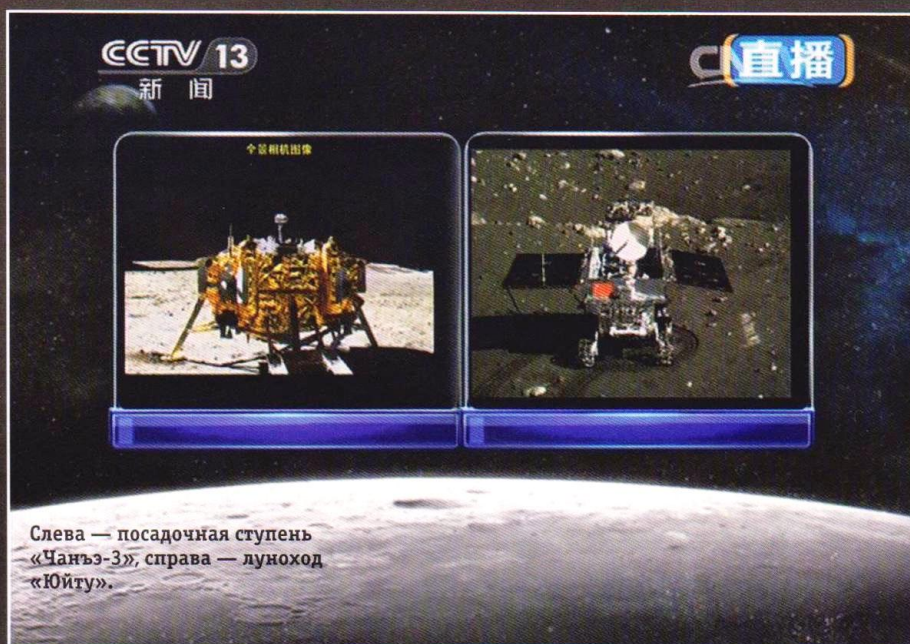 CCTV 13
新闻
直播
全景相机图像
Слева — посадочная ступень
«Чанъэ-3», справа — луноход
«Юйту».